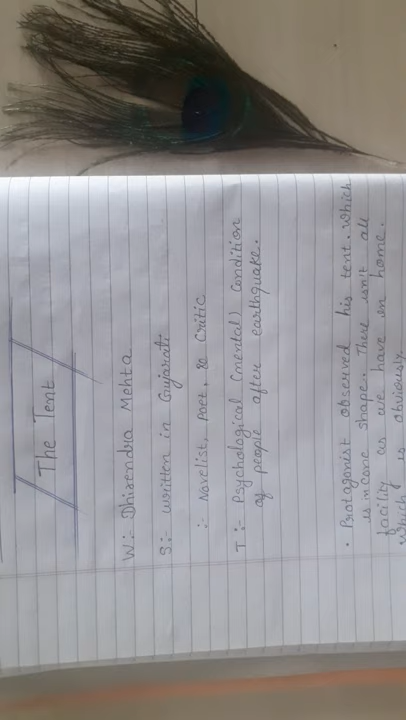 The Tent
W:- Dhirendra Mehta
S:- written in Gujarati
:- Novelist, Poet, & Critic
T:- Psychological (mental) Condition
of people after earthquake.
• Protagonist observed his tent. which
is in cone shape. There isn't all
facility as we have in home.
which is obviously.